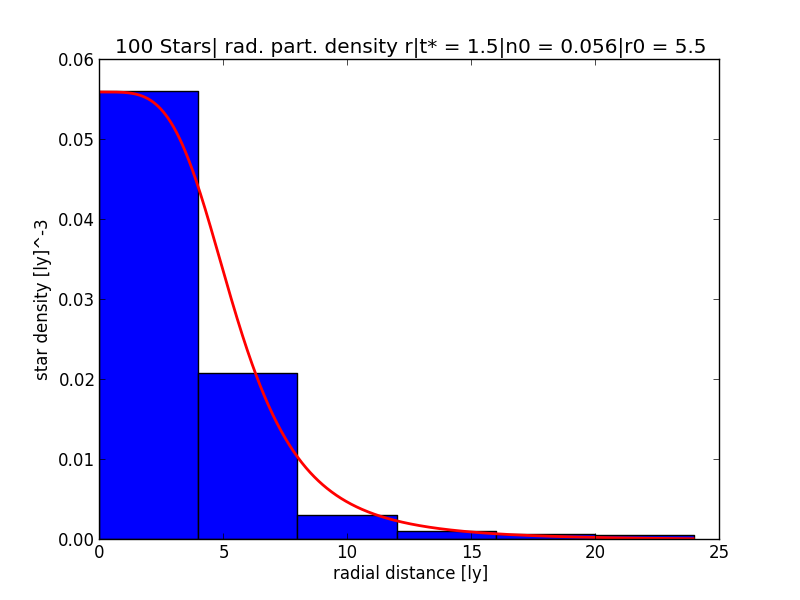 100 Stars| rad. part. density r|t* = 1.5|n0 = 0.056|r0 = 5.5
0.06
0.05
0.04
0.03
0.02
0.01
0.00
star density [ly]^-3
0 5 10 15 20 25
radial distance [ly]